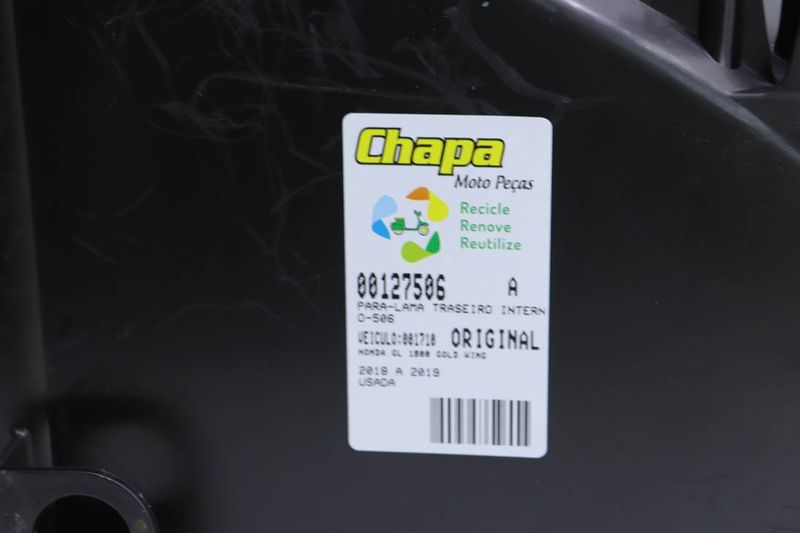 Chapa
Moto Peças
Recicle
Renove
Reutilize
00127506 A
PARA-LAMA TRASEIRO INTERN
O-506
VEICULO:001710 ORIGINAL
HONDA GL 1800 GOLD WING
2018 A 2019
USADA